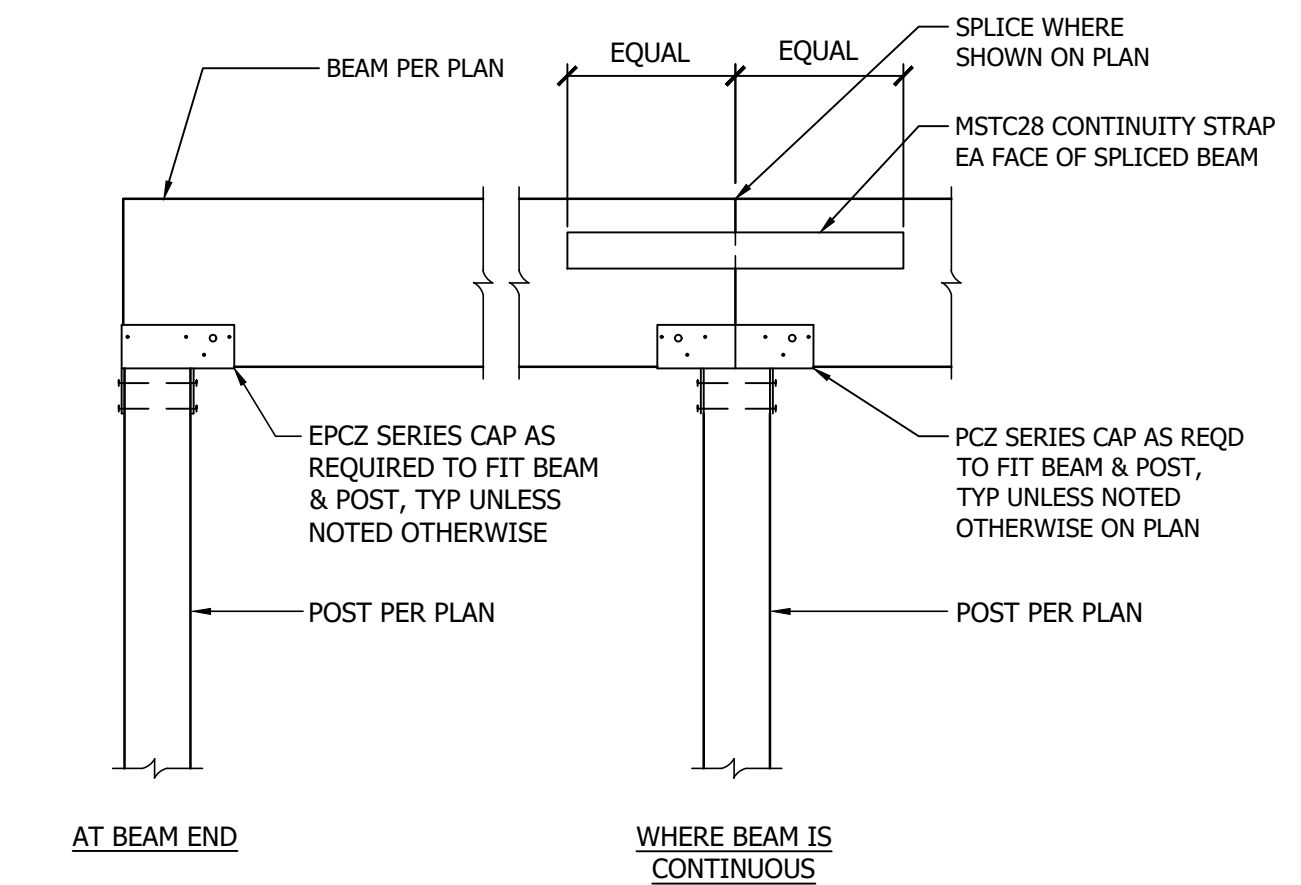 SPLICE WHERE
SHOWN ON PLAN
EQUAL
EQUAL
BEAM PER PLAN
MSTC28 CONTINUITY STRAP
EA FACE OF SPLICED BEAM
EPCZ SERIES CAP AS
REQUIRED TO FIT BEAM
& POST, TYP UNLESS
NOTED OTHERWISE
PCZ SERIES CAP AS REQD
TO FIT BEAM & POST,
TYP UNLESS NOTED
OTHERWISE ON PLAN
POST PER PLAN
POST PER PLAN
AT BEAM END
WHERE BEAM IS
CONTINUOUS